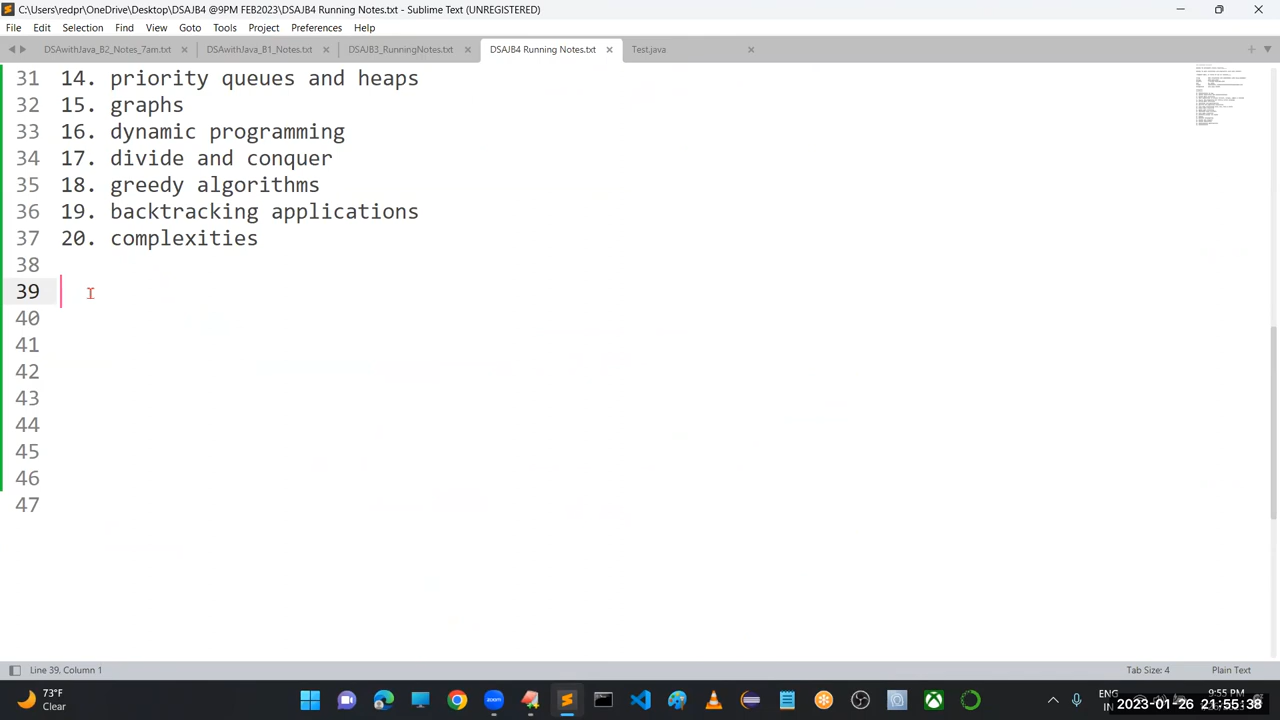 C:\Users\redpr\OneDrive\Desktop\DSAJB4 @9PM FEB2023\DSAJB4 Running Notes.txt - Sublime Text (UNREGISTERED)
File Edit Selection Find View Goto Tools Project Preferences Help
DSAwithJava_B2_Notes_7am.txt DSAwithJava_B1_Notes.txt DSAJB3_RunningNotes.txt DSAJB4 Running Notes.txt Test.java
31 14. priority queues and heaps
32 15. graphs
33 16. dynamic programming
34 17. divide and conquer
35 18. greedy algorithms
36 19. backtracking applications
37 20. complexities
38
39
40
41
42
43
44
45
46
47
Line 39, Column 1 Tab Size: 4 Plain Text
73°F
Clear
zoom
ENG
IN
9:55 PM
2023-01-26 21:55:38